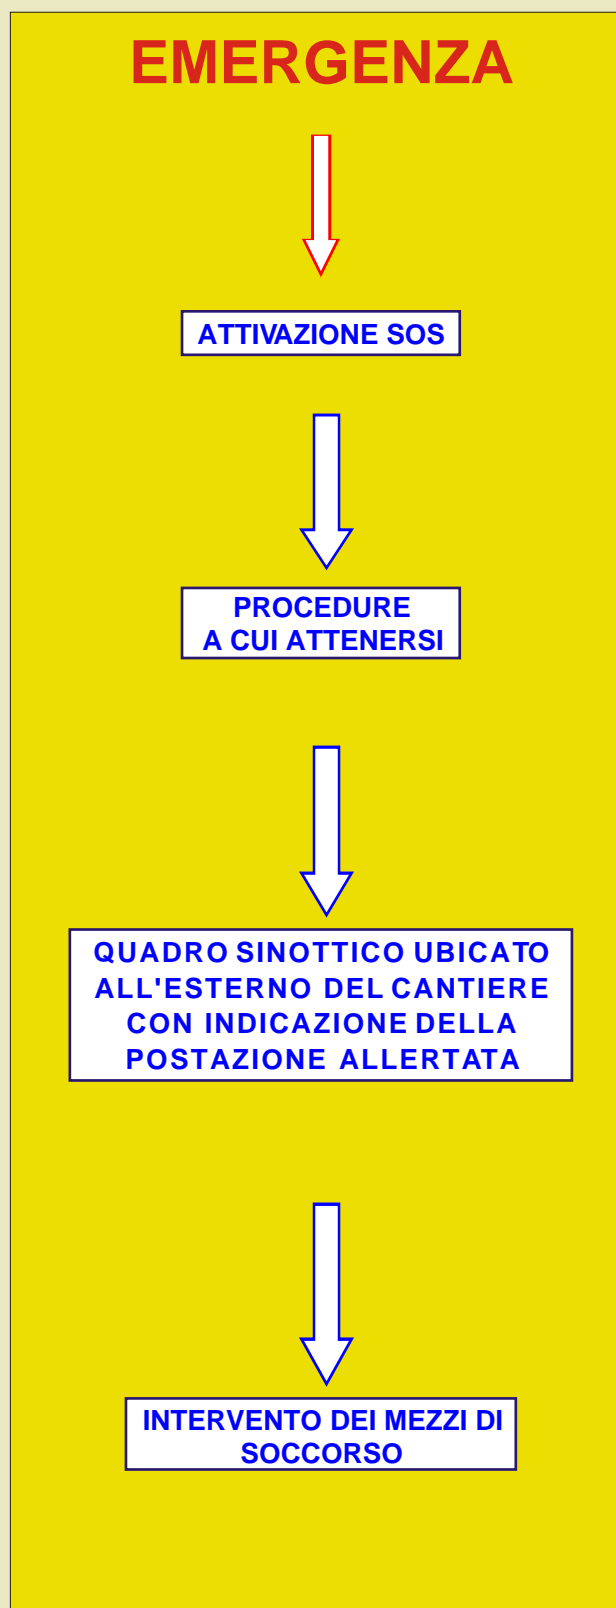 EMERGENZA
ATTIVAZIONE SOS
PROCEDURE
A CUI ATTENERSI
QUADRO SINOTTICO UBICATO
ALL'ESTERNO DEL CANTIERE
CON INDICAZIONE DELLA
POSTAZIONE ALLERTATA
INTERVENTO DEI MEZZI DI
SOCCORSO